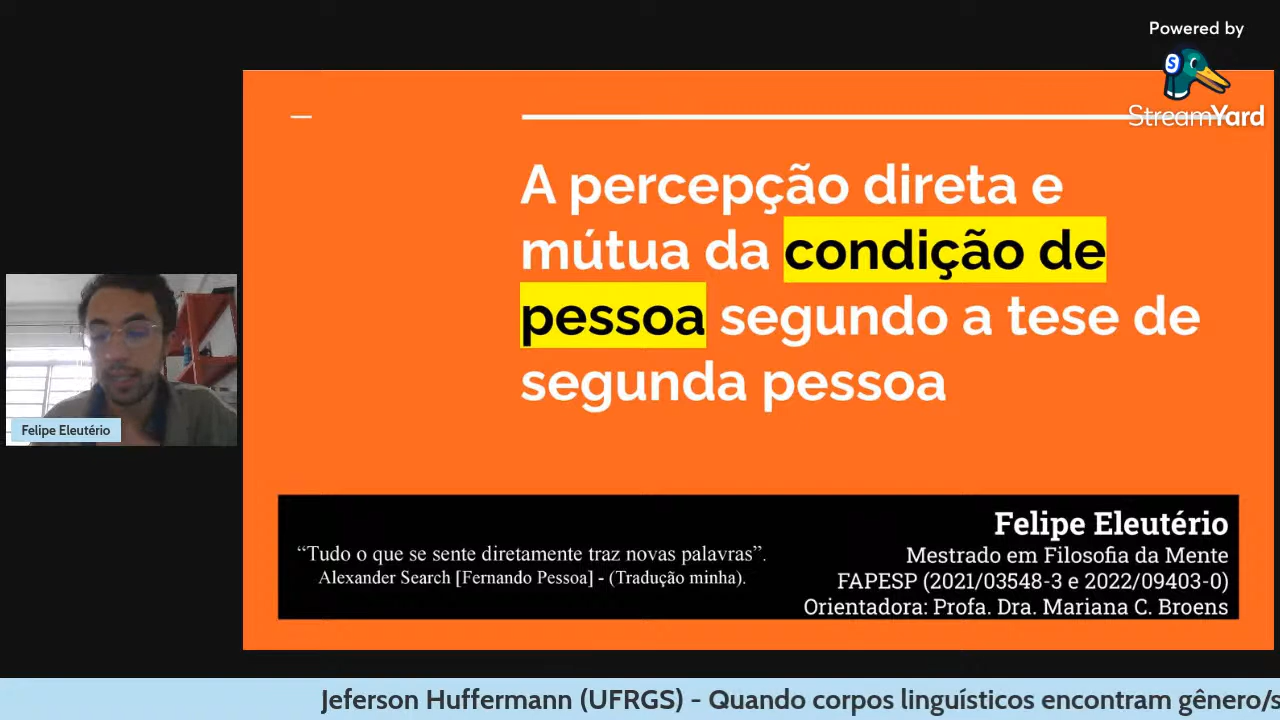 Powered by
S
StreamYard
A percepção direta e
mútua da condição de
pessoa segundo a tese de
segunda pessoa
Felipe Eleutério
“Tudo o que se sente diretamente traz novas palavras”.
Alexander Search [Fernando Pessoa] - (Tradução minha).
Felipe Eleutério
Mestrado em Filosofia da Mente
FAPESP (2021/03548-3 e 2022/09403-0)
Orientadora: Profa. Dra. Mariana C. Broens
Jeferson Huffermann (UFRGS) - Quando corpos linguísticos encontram gênero/s